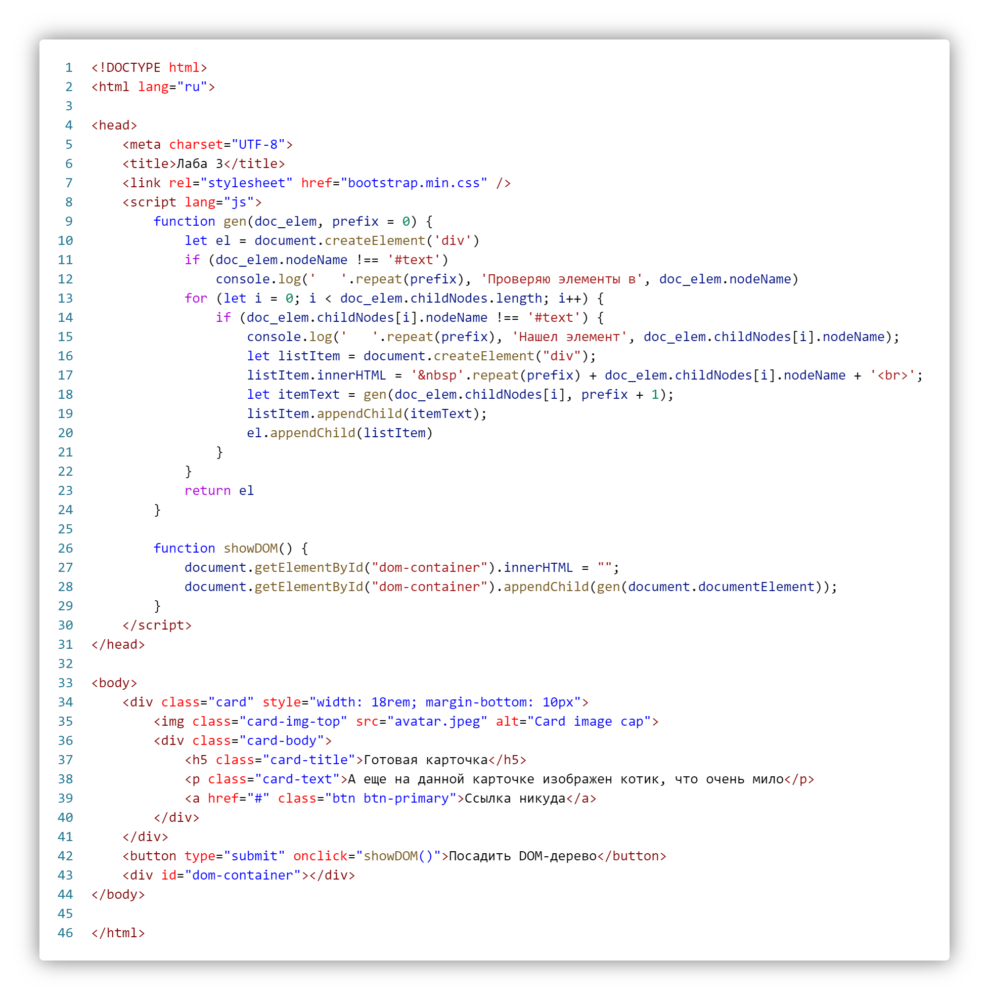 1 <!DOCTYPE html>
2 <html lang="ru">
3
4 <head>
5     <meta charset="UTF-8">
6     <title>Лаба 3</title>
7     <link rel="stylesheet" href="bootstrap.min.css" />
8     <script lang="js">
9         function gen(doc_elem, prefix = 0) {
10             let el = document.createElement('div')
11             if (doc_elem.nodeName !== '#text')
12                 console.log('   '.repeat(prefix), 'Проверяю элементы в', doc_elem.nodeName)
13             for (let i = 0; i < doc_elem.childNodes.length; i++) {
14                 if (doc_elem.childNodes[i].nodeName !== '#text') {
15                     console.log('   '.repeat(prefix), 'Нашел элемент', doc_elem.childNodes[i].nodeName);
16                     let listItem = document.createElement("div");
17                     listItem.innerHTML = '&nbsp'.repeat(prefix) + doc_elem.childNodes[i].nodeName + '<br>';
18                     let itemText = gen(doc_elem.childNodes[i], prefix + 1);
19                     listItem.appendChild(itemText);
20                     el.appendChild(listItem)
21                 }
22             }
23             return el
24         }
25
26         function showDOM() {
27             document.getElementById("dom-container").innerHTML = "";
28             document.getElementById("dom-container").appendChild(gen(document.documentElement));
29         }
30     </script>
31 </head>
32
33 <body>
34     <div class="card" style="width: 18rem; margin-bottom: 10px">
35         <img class="card-img-top" src="avatar.jpeg" alt="Card image cap">
36         <div class="card-body">
37             <h5 class="card-title">Готовая карточка</h5>
38             <p class="card-text">А еще на данной карточке изображен котик, что очень мило</p>
39             <a href="#" class="btn btn-primary">Ссылка никуда</a>
40         </div>
41     </div>
42     <button type="submit" onclick="showDOM()">Посадить DOM-дерево</button>
43     <div id="dom-container"></div>
44 </body>
45
46 </html>